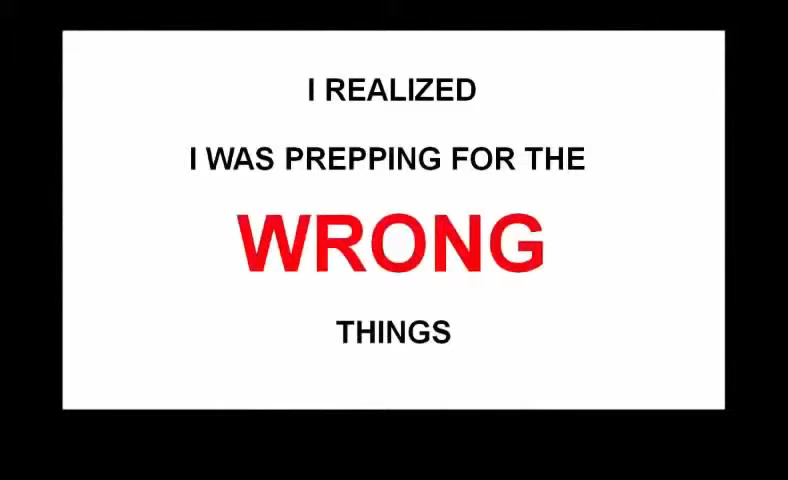 I REALIZED
I WAS PREPPING FOR THE
WRONG
THINGS